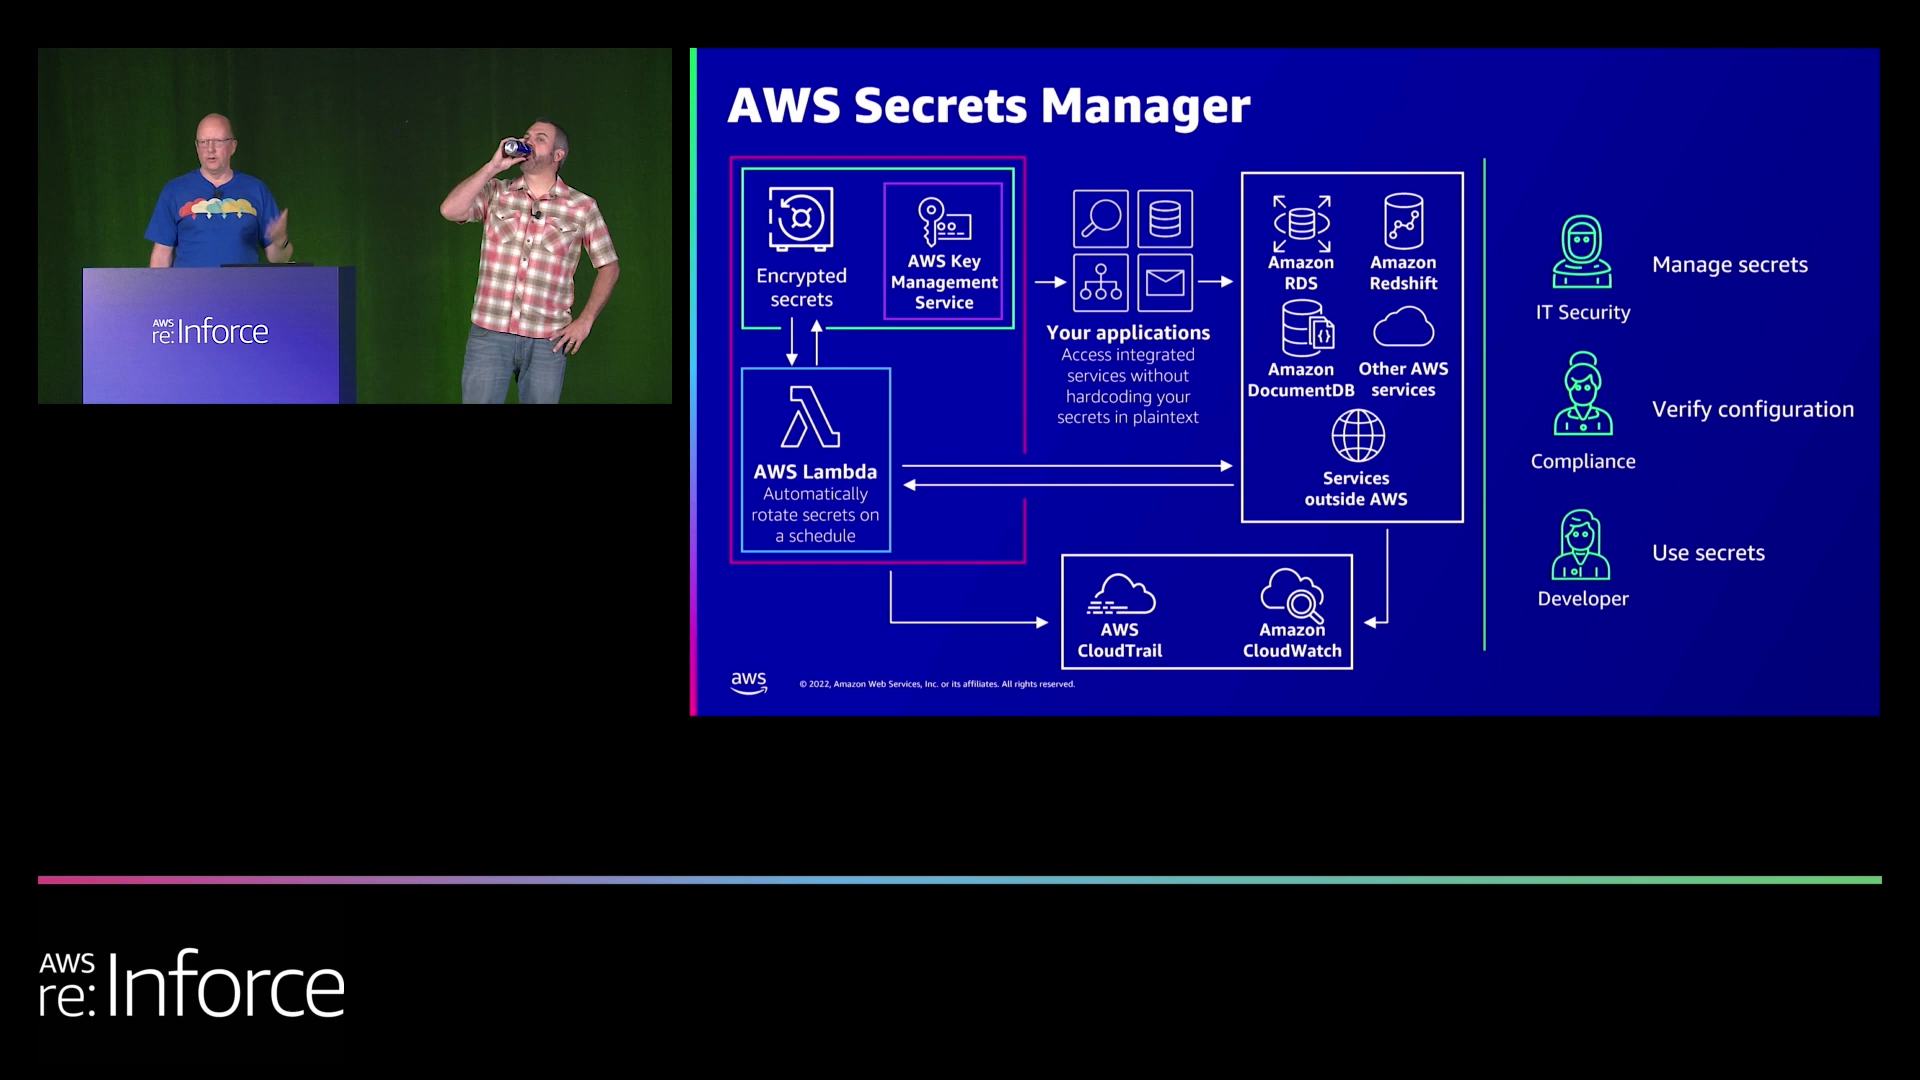 AWS
re:Inforce
AWS Secrets Manager
Encrypted
secrets
AWS Key
Management
Service
AWS Lambda
Automatically
rotate secrets on
a schedule
Your applications
Access integrated
services without
hardcoding your
secrets in plaintext
Amazon
RDS
Amazon
Redshift
Amazon
DocumentDB
Other AWS
services
Services
outside AWS
AWS
CloudTrail
Amazon
CloudWatch
IT Security
Manage secrets
Compliance
Verify configuration
Developer
Use secrets
aws
© 2022, Amazon Web Services, Inc. or its affiliates. All rights reserved.
AWS
re:Inforce